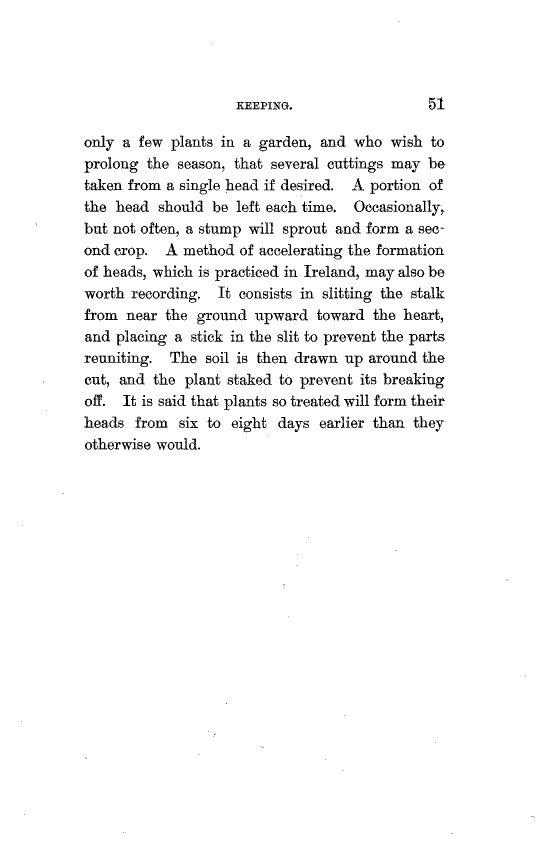 KEEPING. 51
only a few plants in a garden, and who wish to
prolong the season, that several cuttings may be
taken from a single head if desired. A portion of
the head should be left each time. Occasionally,
but not often, a stump will sprout and form a sec-
ond crop. A method of accelerating the formation
of heads, which is practiced in Ireland, may also be
worth recording. It consists in slitting the stalk
from near the ground upward toward the heart,
and placing a stick in the slit to prevent the parts
reuniting. The soil is then drawn up around the
cut, and the plant staked to prevent its breaking
off. It is said that plants so treated will form their
heads from six to eight days earlier than they
otherwise would.